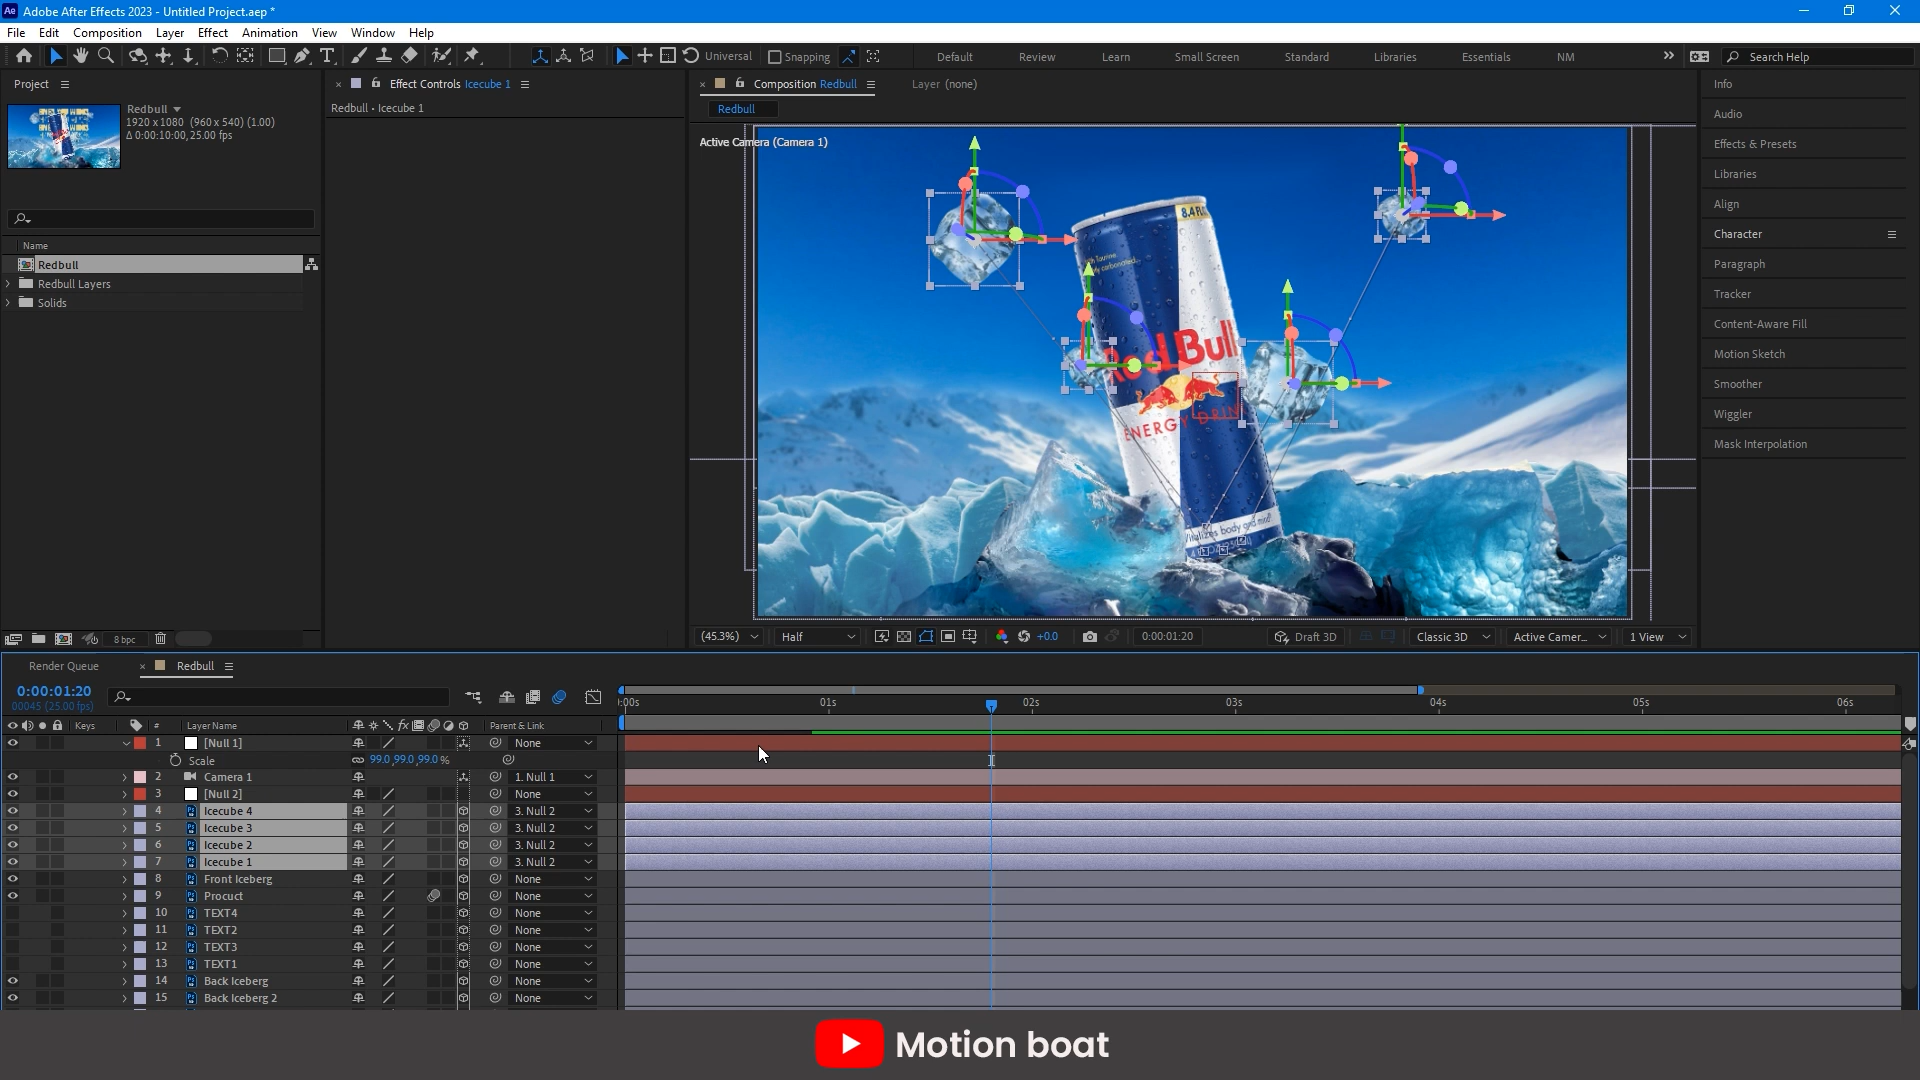 Ae Adobe After Effects 2023 - Untitled Project.aep *
File Edit Composition Layer Effect Animation View Window Help
Universal Snapping Default Review Learn Small Screen Standard Libraries Essentials NM Search Help
Project
Redbull
1920 x 1080 (960 x 540) (1.00)
Δ 0:00:10:00, 25.00 fps
Name
Redbull
Redbull Layers
Solids
8 bpc
Effect Controls Icecube 1
Redbull • Icecube 1
Composition Redbull
Layer (none)
Redbull
Active Camera (Camera 1)
8.4 FL
Red Bull
ENERGY DRINK
Vitalizes body and mind
(45.3%) Half +0.0 0:00:01:20 Draft 3D Classic 3D Active Camer... 1 View
Info
Audio
Effects & Presets
Libraries
Align
Character
Paragraph
Tracker
Content-Aware Fill
Motion Sketch
Smoother
Wiggler
Mask Interpolation
Render Queue
Redbull
0:00:01:20
00045 (25.00 fps)
:00s 01s 02s 03s 04s 05s 06s
Keys # Layer Name Parent & Link
1 [Null 1] None
Scale 99.0,99.0,99.0 %
2 Camera 1 1. Null 1
3 [Null 2] None
4 Icecube 4 3. Null 2
5 Icecube 3 3. Null 2
6 Icecube 2 3. Null 2
7 Icecube 1 3. Null 2
8 Front Iceberg None
9 Procuct None
10 TEXT4 None
11 TEXT2 None
12 TEXT3 None
13 TEXT1 None
14 Back Iceberg None
15 Back Iceberg 2 None
Motion boat